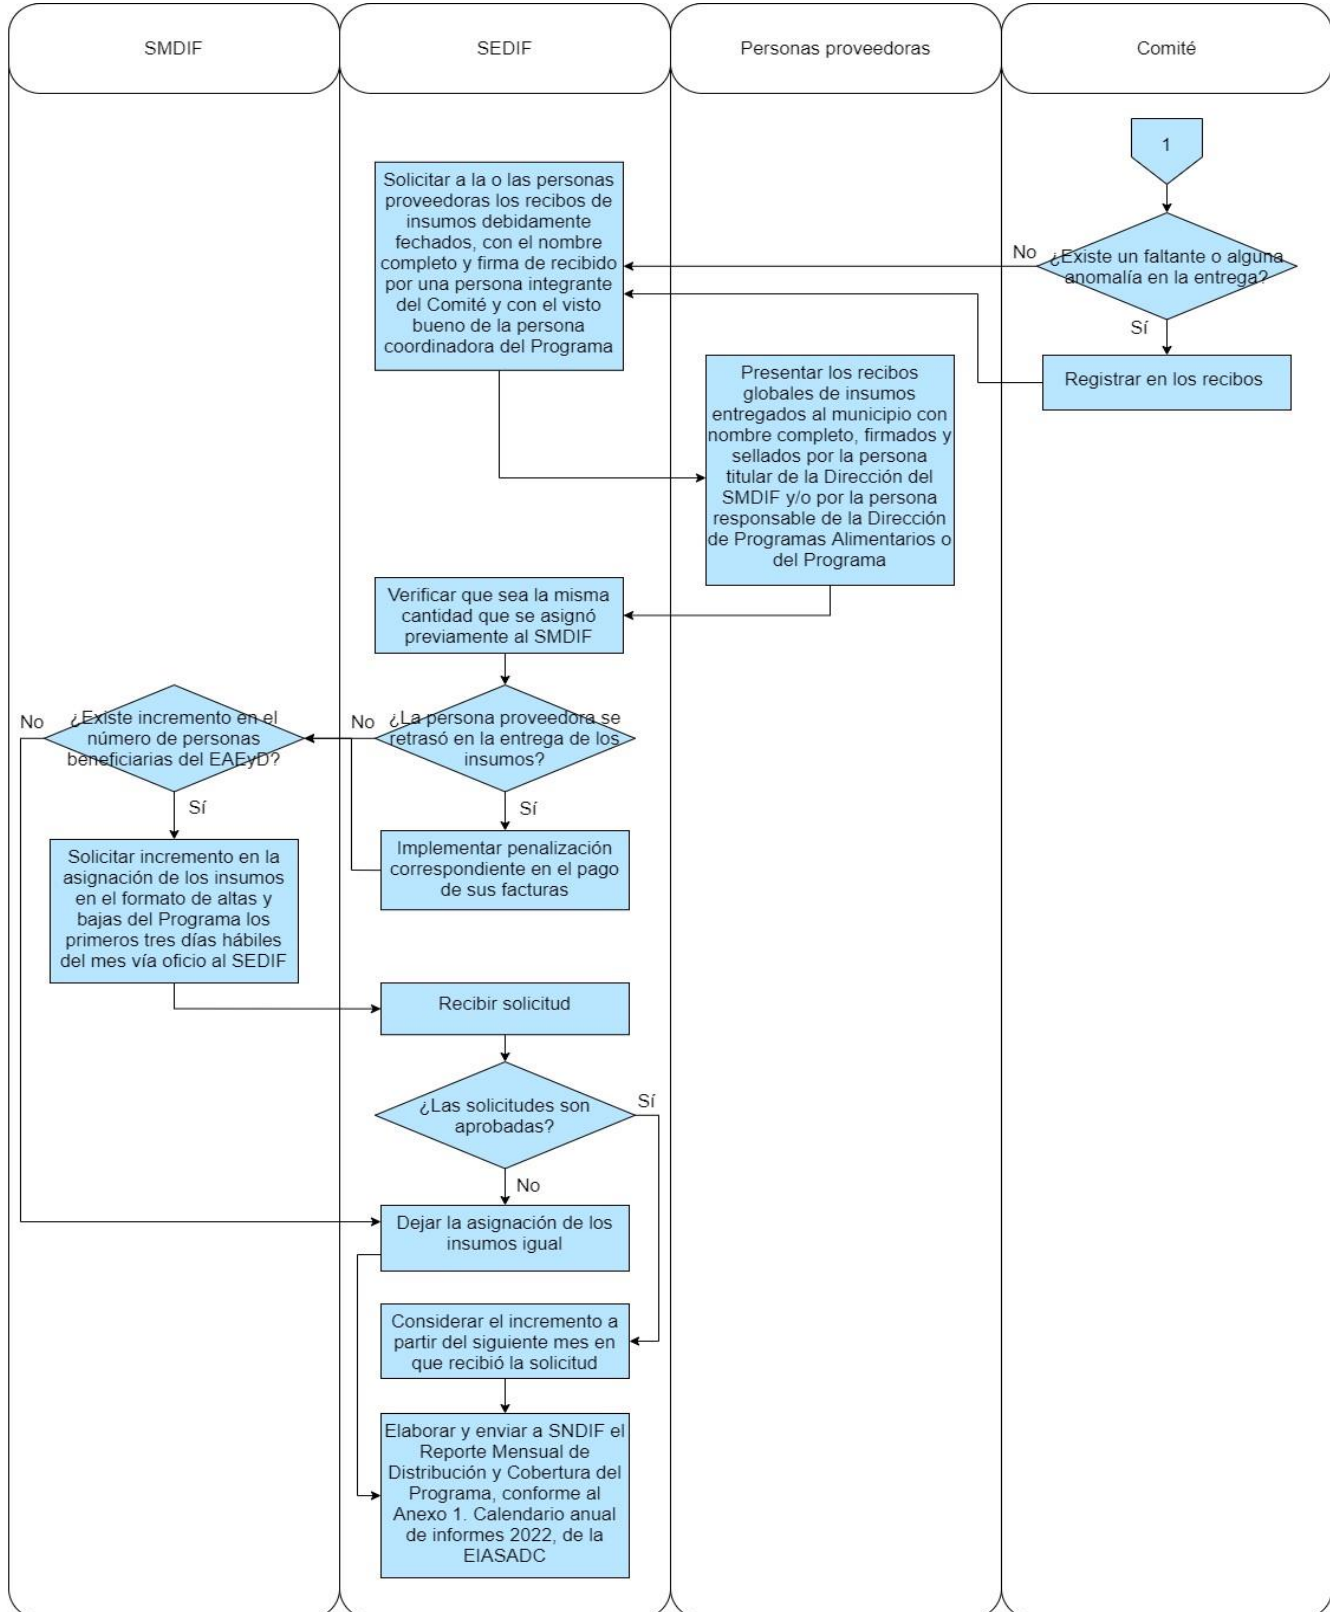 SMDIF
SEDIF
Personas proveedoras
Comité
1
¿Existe un faltante o alguna
anomalía en la entrega?
No
Sí
Registrar en los recibos
Solicitar a la o las personas
proveedoras los recibos de
insumos debidamente
fechados, con el nombre
completo y firma de recibido
por una persona integrante
del Comité y con el visto
bueno de la persona
coordinadora del Programa
Presentar los recibos
globales de insumos
entregados al municipio con
nombre completo, firmados y
sellados por la persona
titular de la Dirección del
SMDIF y/o por la persona
responsable de la Dirección
de Programas Alimentarios o
del Programa
Verificar que sea la misma
cantidad que se asignó
previamente al SMDIF
¿La persona proveedora se
retrasó en la entrega de los
insumos?
No
Sí
Implementar penalización
correspondiente en el pago
de sus facturas
¿Existe incremento en el
número de personas
beneficiarias del EAEyD?
No
Sí
Solicitar incremento en la
asignación de los insumos
en el formato de altas y
bajas del Programa los
primeros tres días hábiles
del mes vía oficio al SEDIF
Recibir solicitud
¿Las solicitudes son
aprobadas?
Sí
No
Dejar la asignación de los
insumos igual
Considerar el incremento a
partir del siguiente mes en
que recibió la solicitud
Elaborar y enviar a SNDIF el
Reporte Mensual de
Distribución y Cobertura del
Programa, conforme al
Anexo 1. Calendario anual
de informes 2022, de la
EIASADC